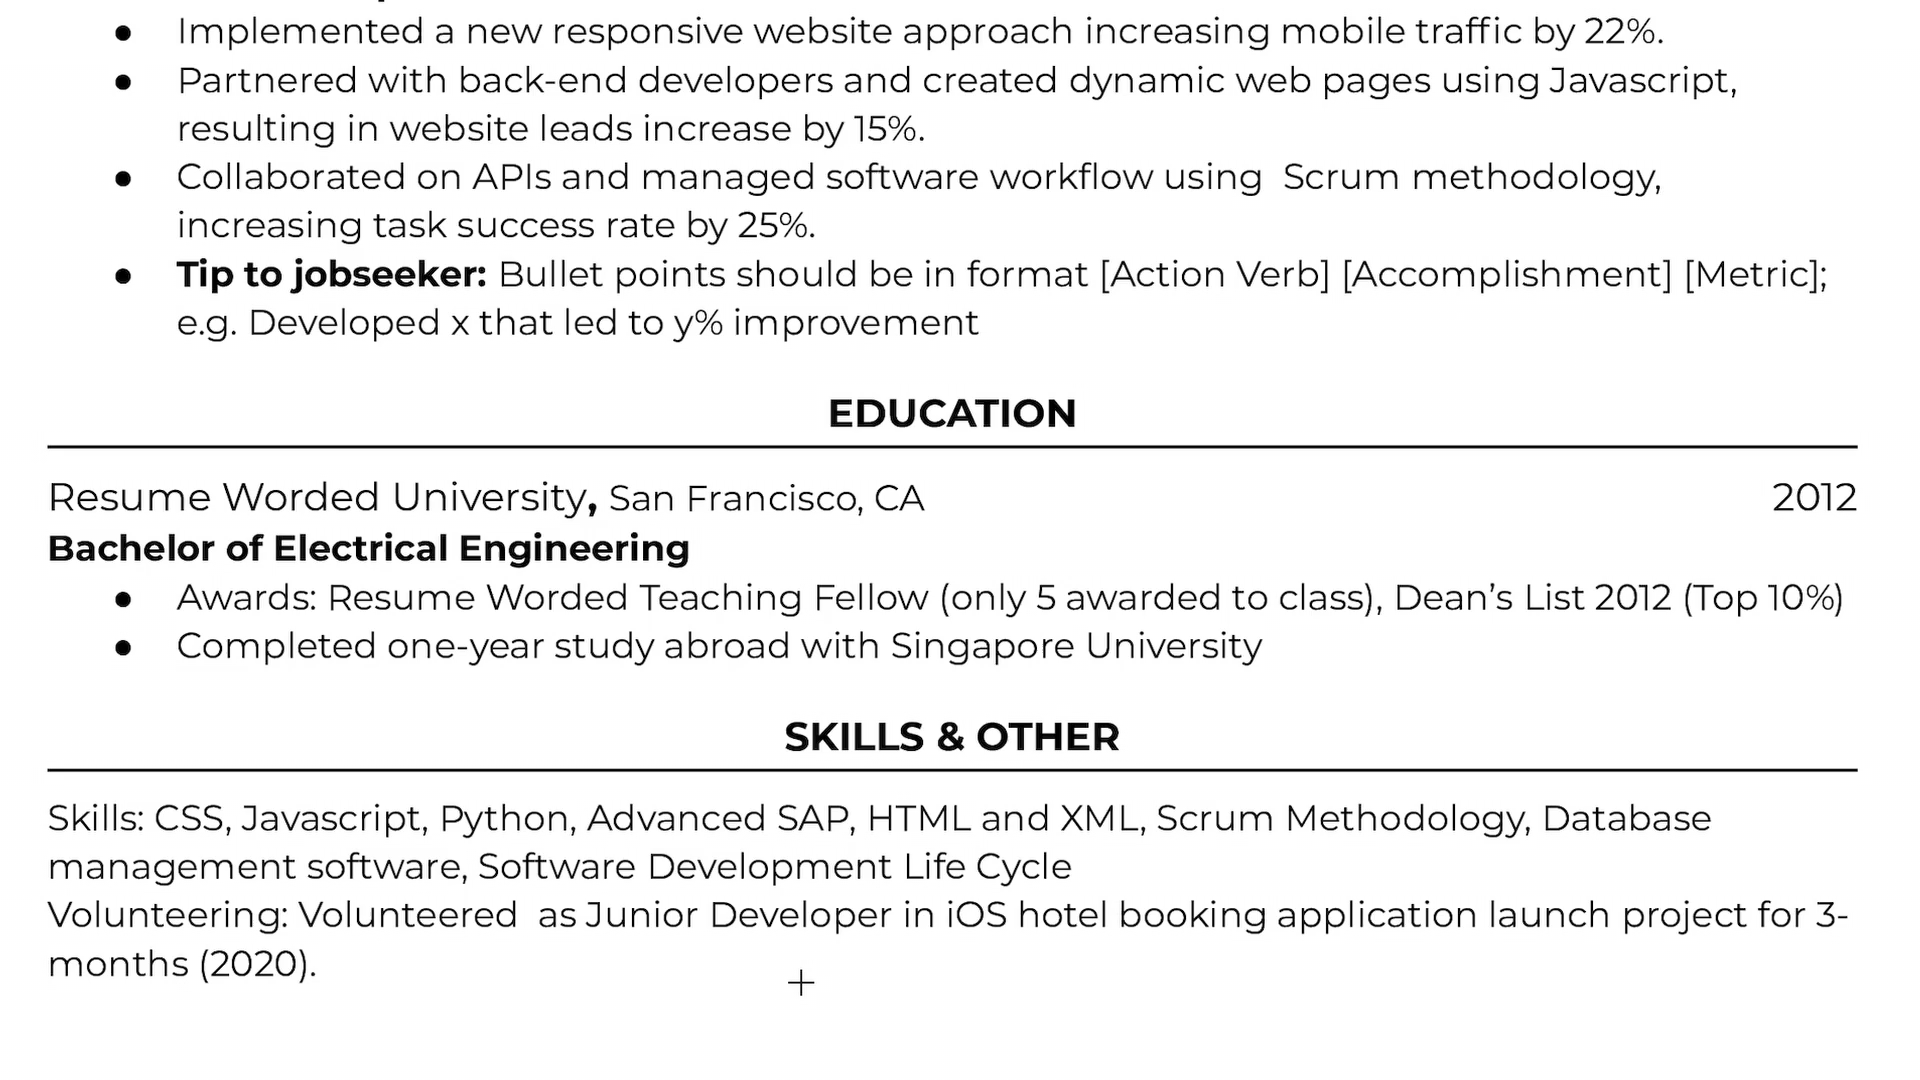 ● Implemented a new responsive website approach increasing mobile traffic by 22%.
● Partnered with back-end developers and created dynamic web pages using Javascript,
resulting in website leads increase by 15%.
● Collaborated on APIs and managed software workflow using  Scrum methodology,
increasing task success rate by 25%.
● Tip to jobseeker: Bullet points should be in format [Action Verb] [Accomplishment] [Metric];
e.g. Developed x that led to y% improvement
EDUCATION
Resume Worded University, San Francisco, CA 2012
Bachelor of Electrical Engineering
● Awards: Resume Worded Teaching Fellow (only 5 awarded to class), Dean’s List 2012 (Top 10%)
● Completed one-year study abroad with Singapore University
SKILLS & OTHER
Skills: CSS, Javascript, Python, Advanced SAP, HTML and XML, Scrum Methodology, Database
management software, Software Development Life Cycle
Volunteering: Volunteered  as Junior Developer in iOS hotel booking application launch project for 3-
months (2020).